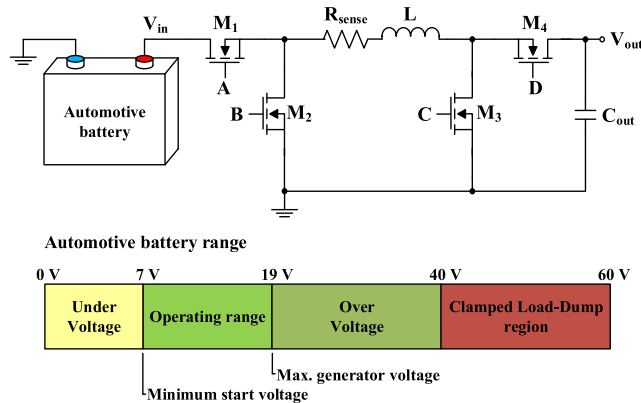 V_in
M_1
R_sense
L
M_4
V_out
A
D
Automotive
battery
B
M_2
C
M_3
C_out
Automotive battery range
0 V
7 V
19 V
40 V
60 V
Under
Voltage
Operating range
Over
Voltage
Clamped Load-Dump
region
Max. generator voltage
Minimum start voltage